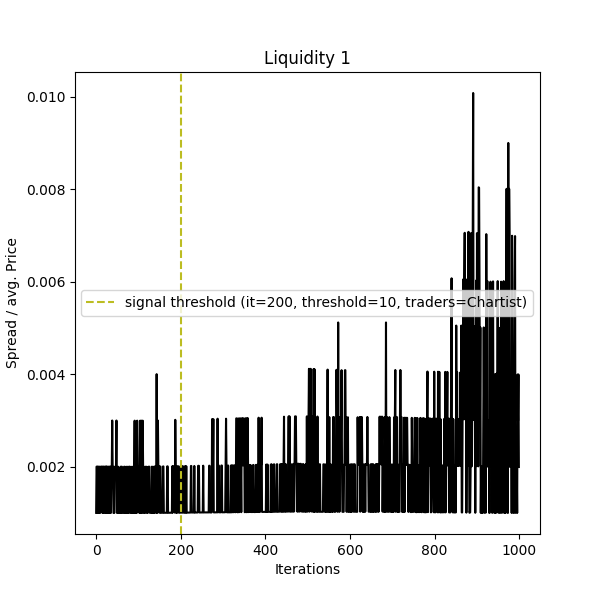 Liquidity 1
0.010
0.008
0.006
0.004
0.002
Spread / avg. Price
signal threshold (it=200, threshold=10, traders=Chartist)
0 200 400 600 800 1000
Iterations